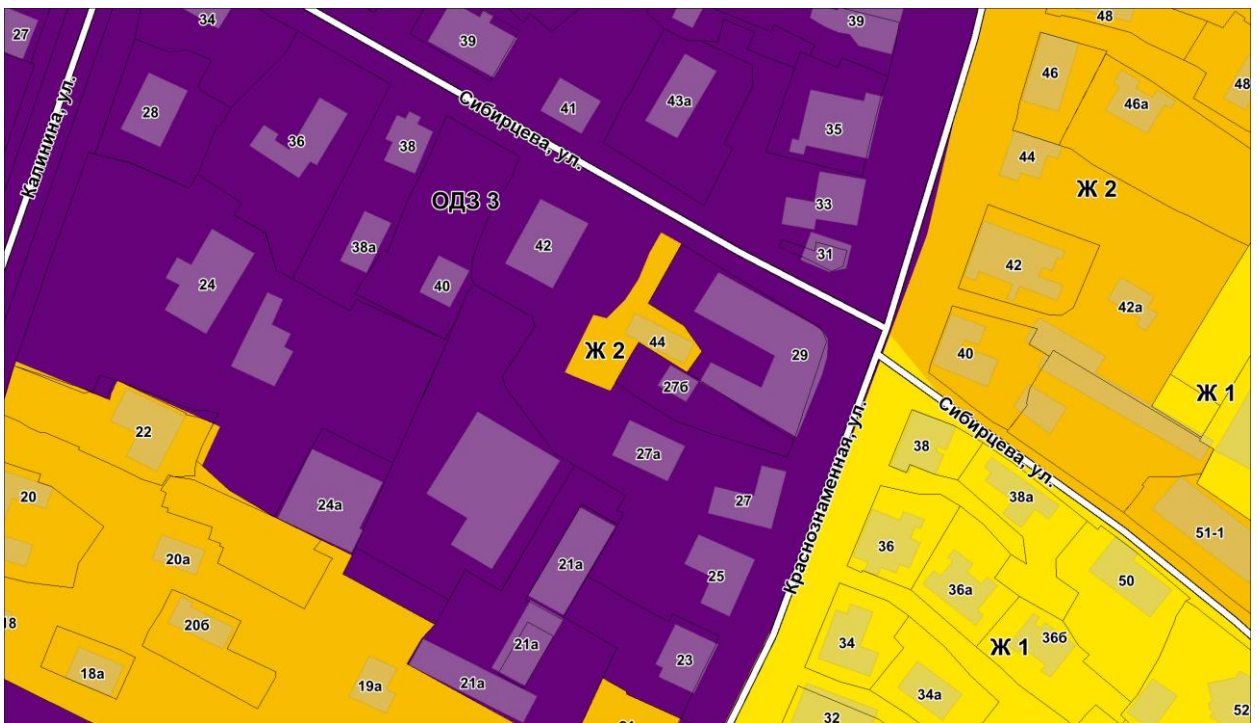 34
39
48
39
27
46
48
46а
41
43а
28
Сибирцева, ул.
35
36
38
44
Калинина, ул.
Ж 2
ОДЗ 3
33
38а
42
31
42
24
40
42а
44
Ж 2
29
40
27б
Ж 1
22
Сибирцева, ул.
38
27а
Краснознаменная, ул.
20
38а
24а
27
51-1
36
20а
21а
25
50
36а
18
20б
34
36б
21а
Ж 1
23
18а
19а
21а
34а
52
32